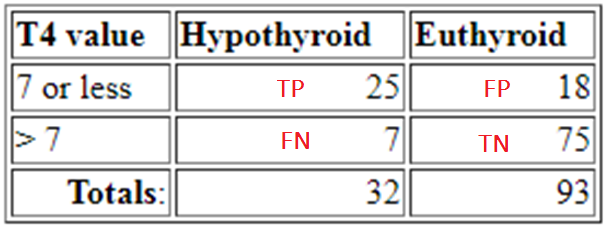 T4 value Hypothyroid Euthyroid
7 or less TP 25 FP 18
> 7 FN 7 TN 75
Totals: 32 93